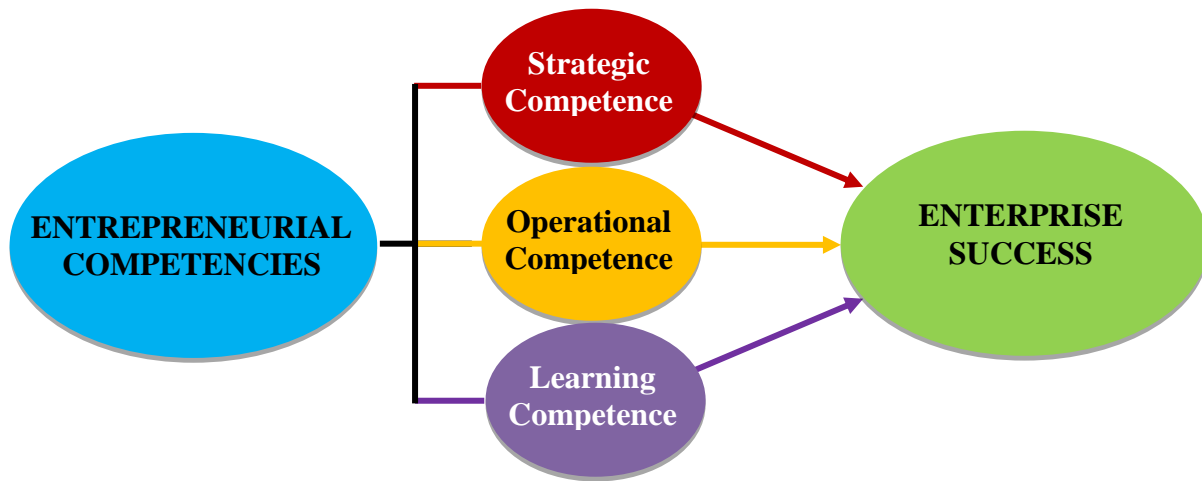 ENTREPRENEURIAL
COMPETENCIES
Strategic
Competence
Operational
Competence
Learning
Competence
ENTERPRISE
SUCCESS